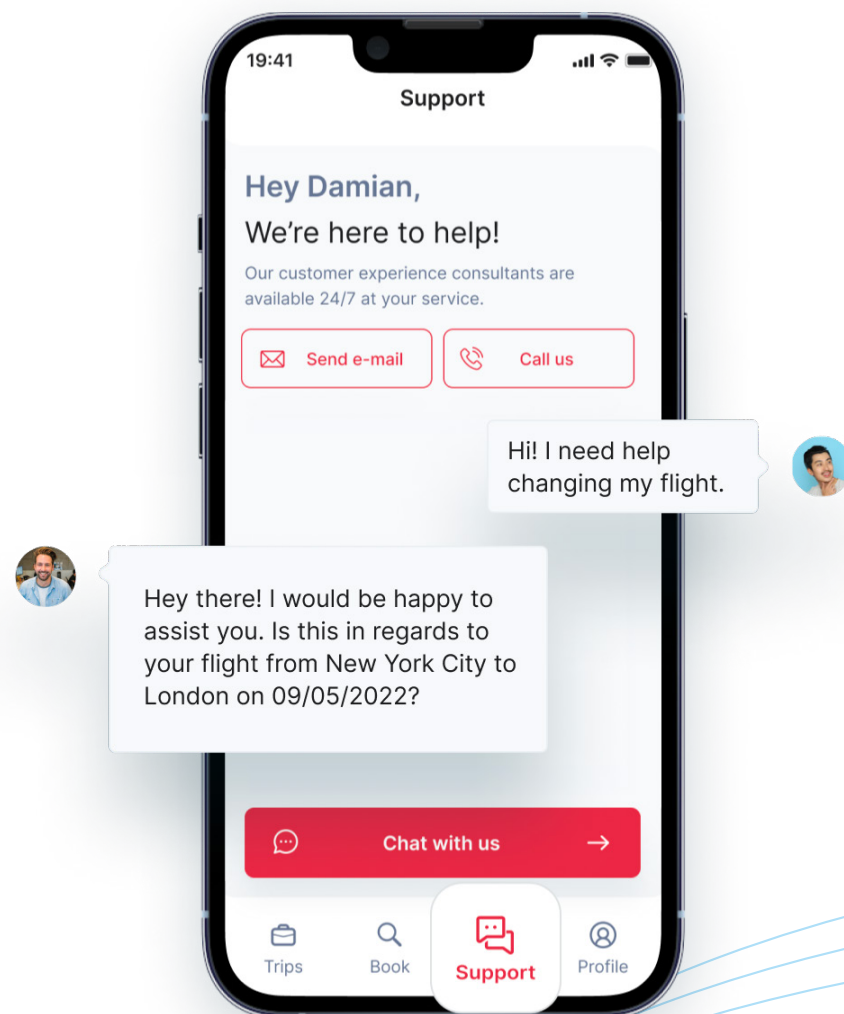 19:41
Support
Hey Damian,
We're here to help!
Our customer experience consultants are
available 24/7 at your service.
Send e-mail
Call us
Hi! I need help
changing my flight.
Hey there! I would be happy to
assist you. Is this in regards to
your flight from New York City to
London on 09/05/2022?
Chat with us
Trips
Book
Support
Profile